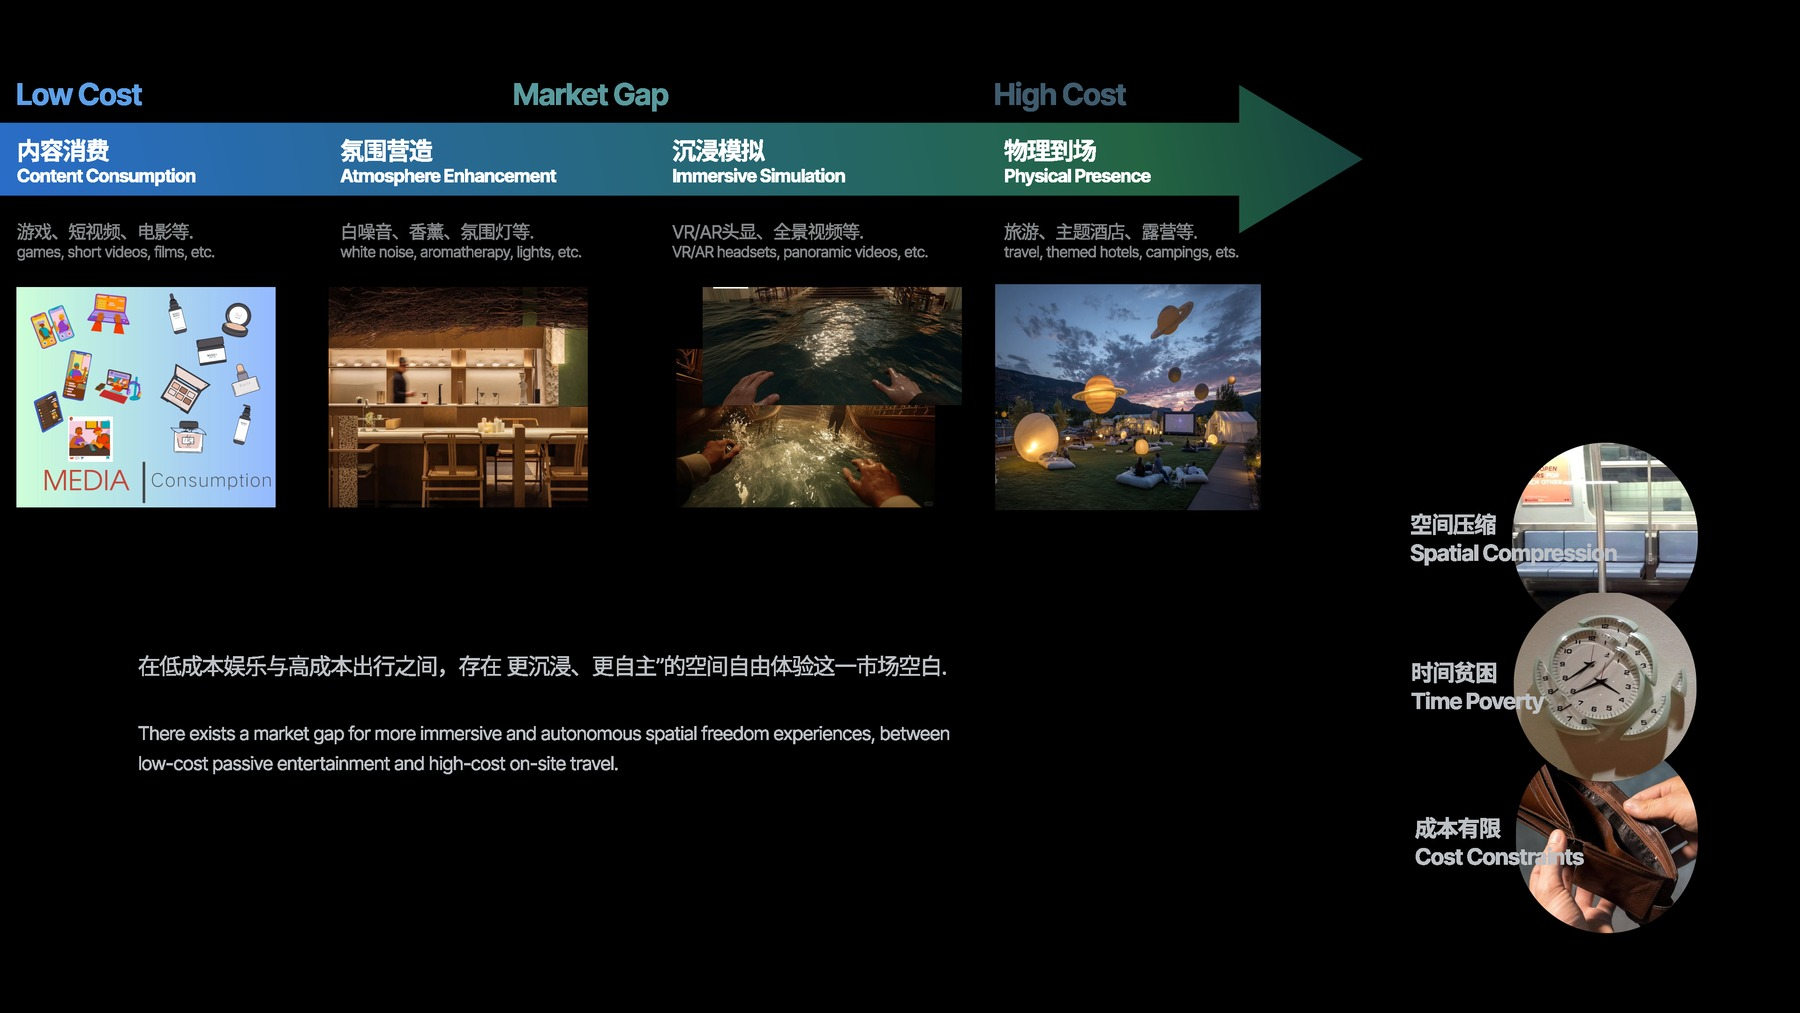 Low Cost
Market Gap
High Cost
内容消费
Content Consumption
氛围营造
Atmosphere Enhancement
沉浸模拟
Immersive Simulation
物理到场
Physical Presence
游戏、短视频、电影等.
games, short videos, films, etc.
白噪音、香薰、氛围灯等.
white noise, aromatherapy, lights, etc.
VR/AR头显、全景视频等.
VR/AR headsets, panoramic videos, etc.
旅游、主题酒店、露营等.
travel, themed hotels, campings, ets.
MEDIA | Consumption
空间压缩
Spatial Compression
时间贫困
Time Poverty
成本有限
Cost Constraints
在低成本娱乐与高成本出行之间，存在 更沉浸、更自主”的空间自由体验这一市场空白.
There exists a market gap for more immersive and autonomous spatial freedom experiences, between
low-cost passive entertainment and high-cost on-site travel.